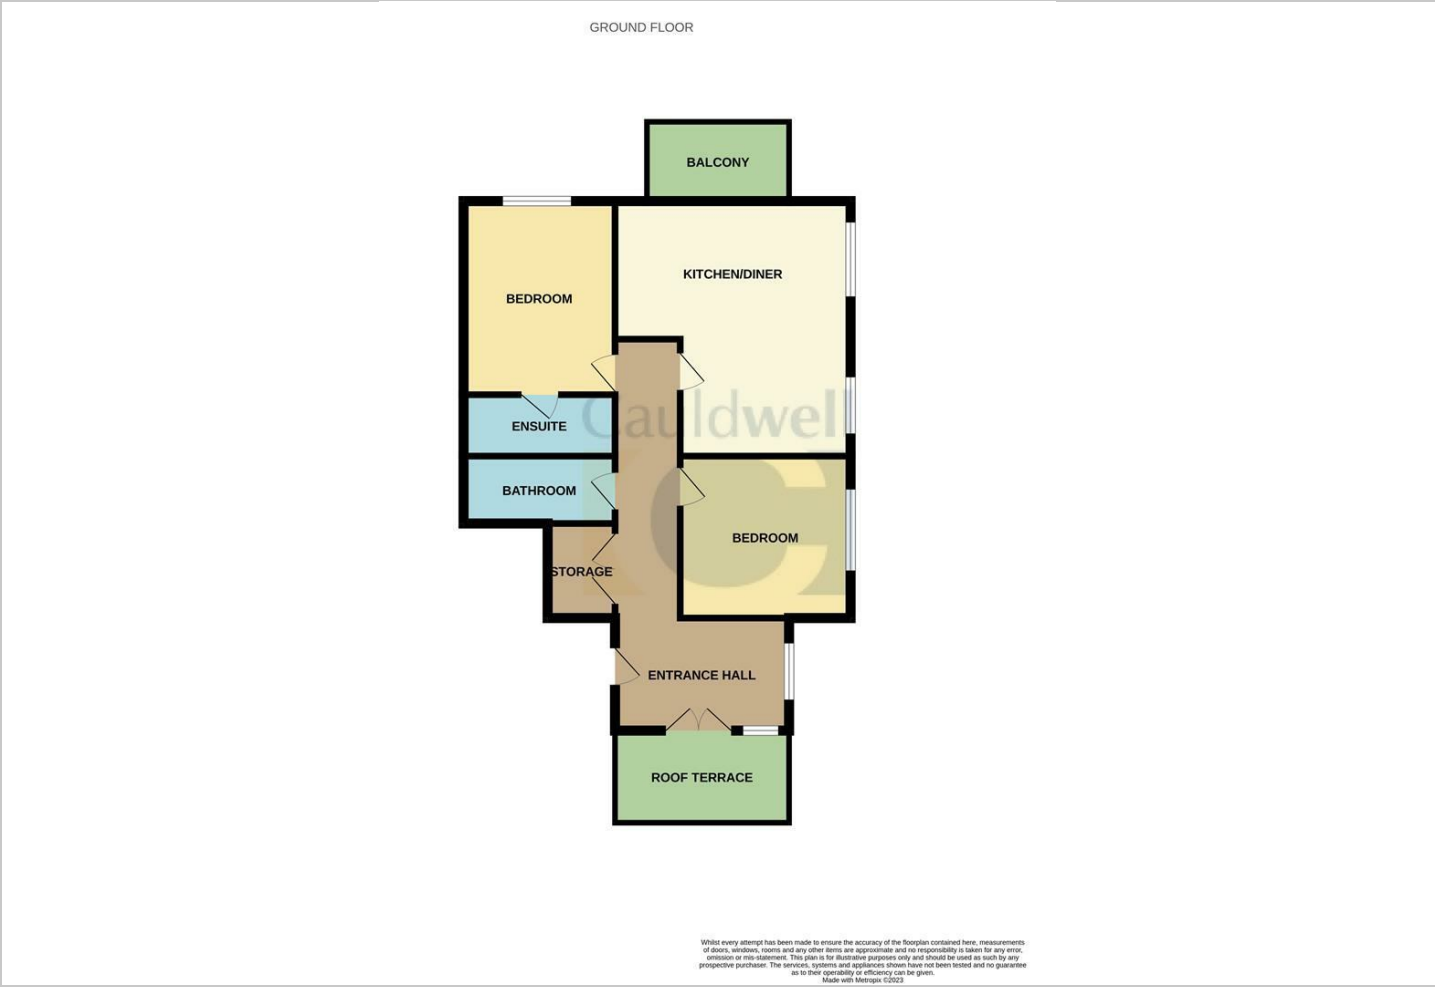 GROUND FLOOR
BALCONY
KITCHEN/DINER
BEDROOM
Cauldwell
ENSUITE
BATHROOM
BEDROOM
STORAGE
ENTRANCE HALL
ROOF TERRACE
Whilst every attempt has been made to ensure the accuracy of the floorplan contained here, measurements
of doors, windows, rooms and any other items are approximate and no responsibility is taken for any error,
omission or mis-statement. This plan is for illustrative purposes only and should be used as such by any
prospective purchaser. The services, systems and appliances shown have not been tested and no guarantee
as to their operability or efficiency can be given.
Made with Metropix ©2023